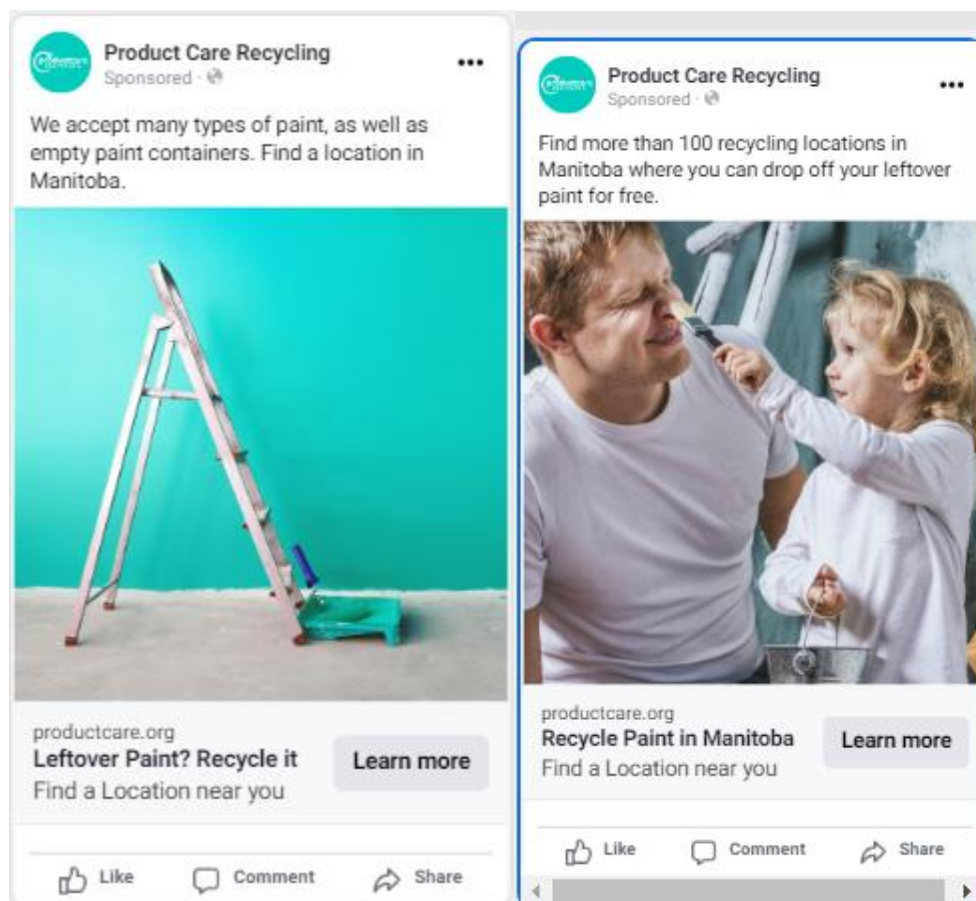 Product Care Recycling
Sponsored ·
We accept many types of paint, as well as
empty paint containers. Find a location in
Manitoba.
productcare.org
Leftover Paint? Recycle it
Find a Location near you
Learn more
Like Comment Share
Product Care Recycling
Sponsored ·
Find more than 100 recycling locations in
Manitoba where you can drop off your leftover
paint for free.
productcare.org
Recycle Paint in Manitoba
Find a Location near you
Learn more
Like Comment Share